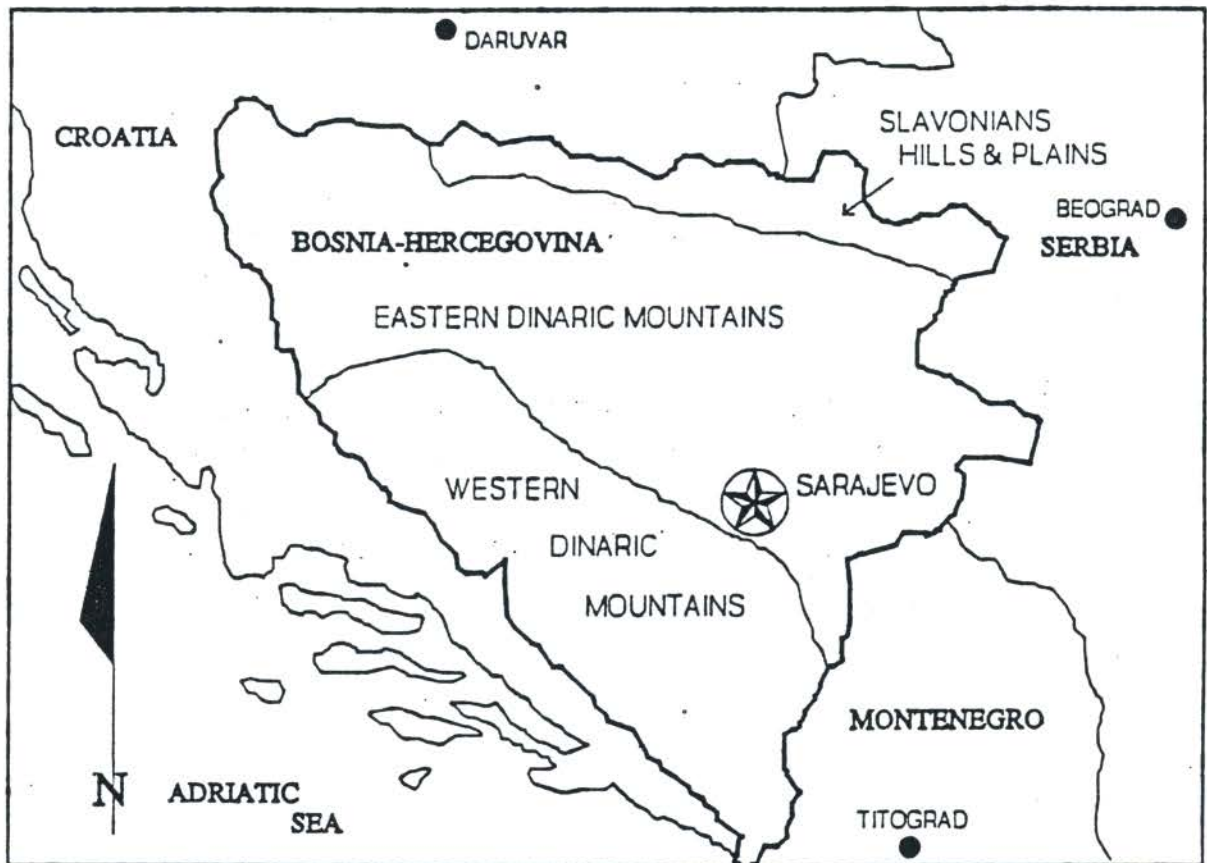 DARUVAR
CROATIA
SLAVONIANS
HILLS & PLAINS
BEOGRAD
SERBIA
BOSNIA-HERCEGOVINA
EASTERN DINARIC MOUNTAINS
WESTERN
DINARIC
MOUNTAINS
SARAJEVO
MONTENEGRO
N
ADRIATIC
SEA
TITOGRAD